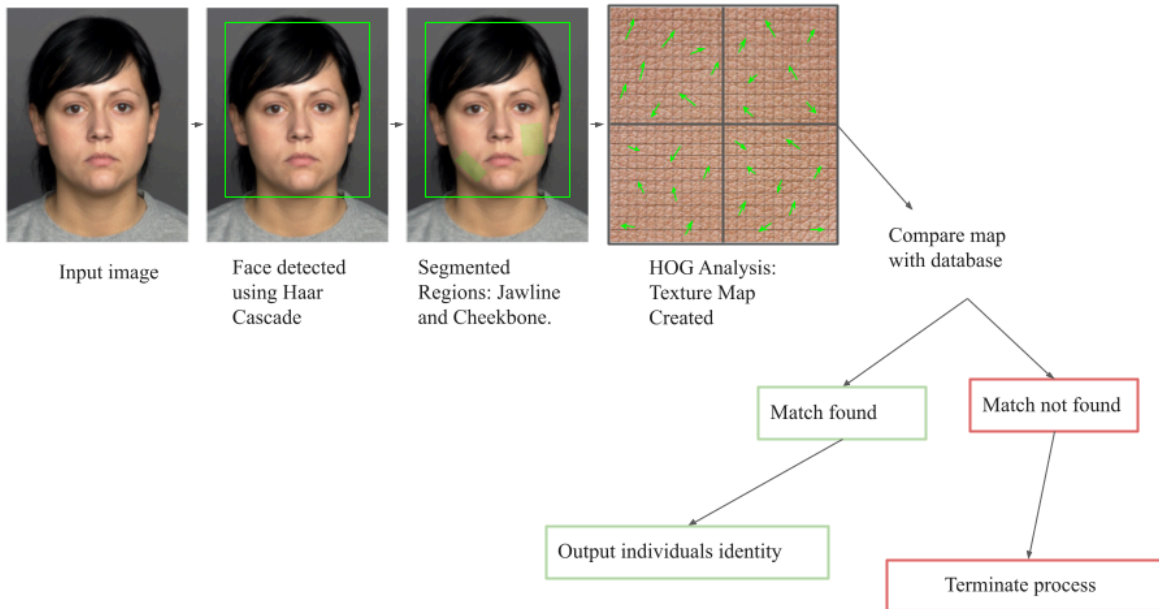 Input image
Face detected
using Haar
Cascade
Segmented
Regions: Jawline
and Cheekbone.
HOG Analysis:
Texture Map
Created
Compare map
with database
Match found
Match not found
Output individuals identity
Terminate process